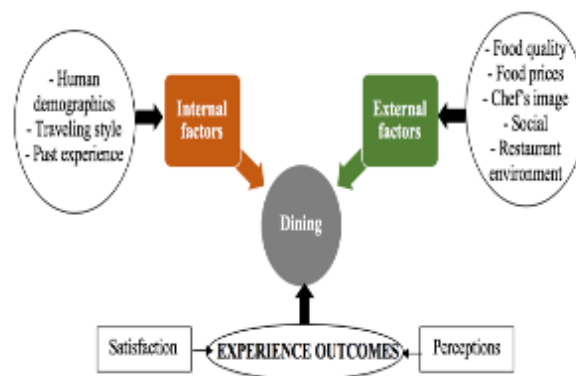 - Human
demographics
- Traveling style
- Past experience
Internal
factors
External
factors
- Food quality
- Food prices
- Chef's image
- Social
- Restaurant
environment
Dining
Satisfaction
EXPERIENCE OUTCOMES
Perceptions